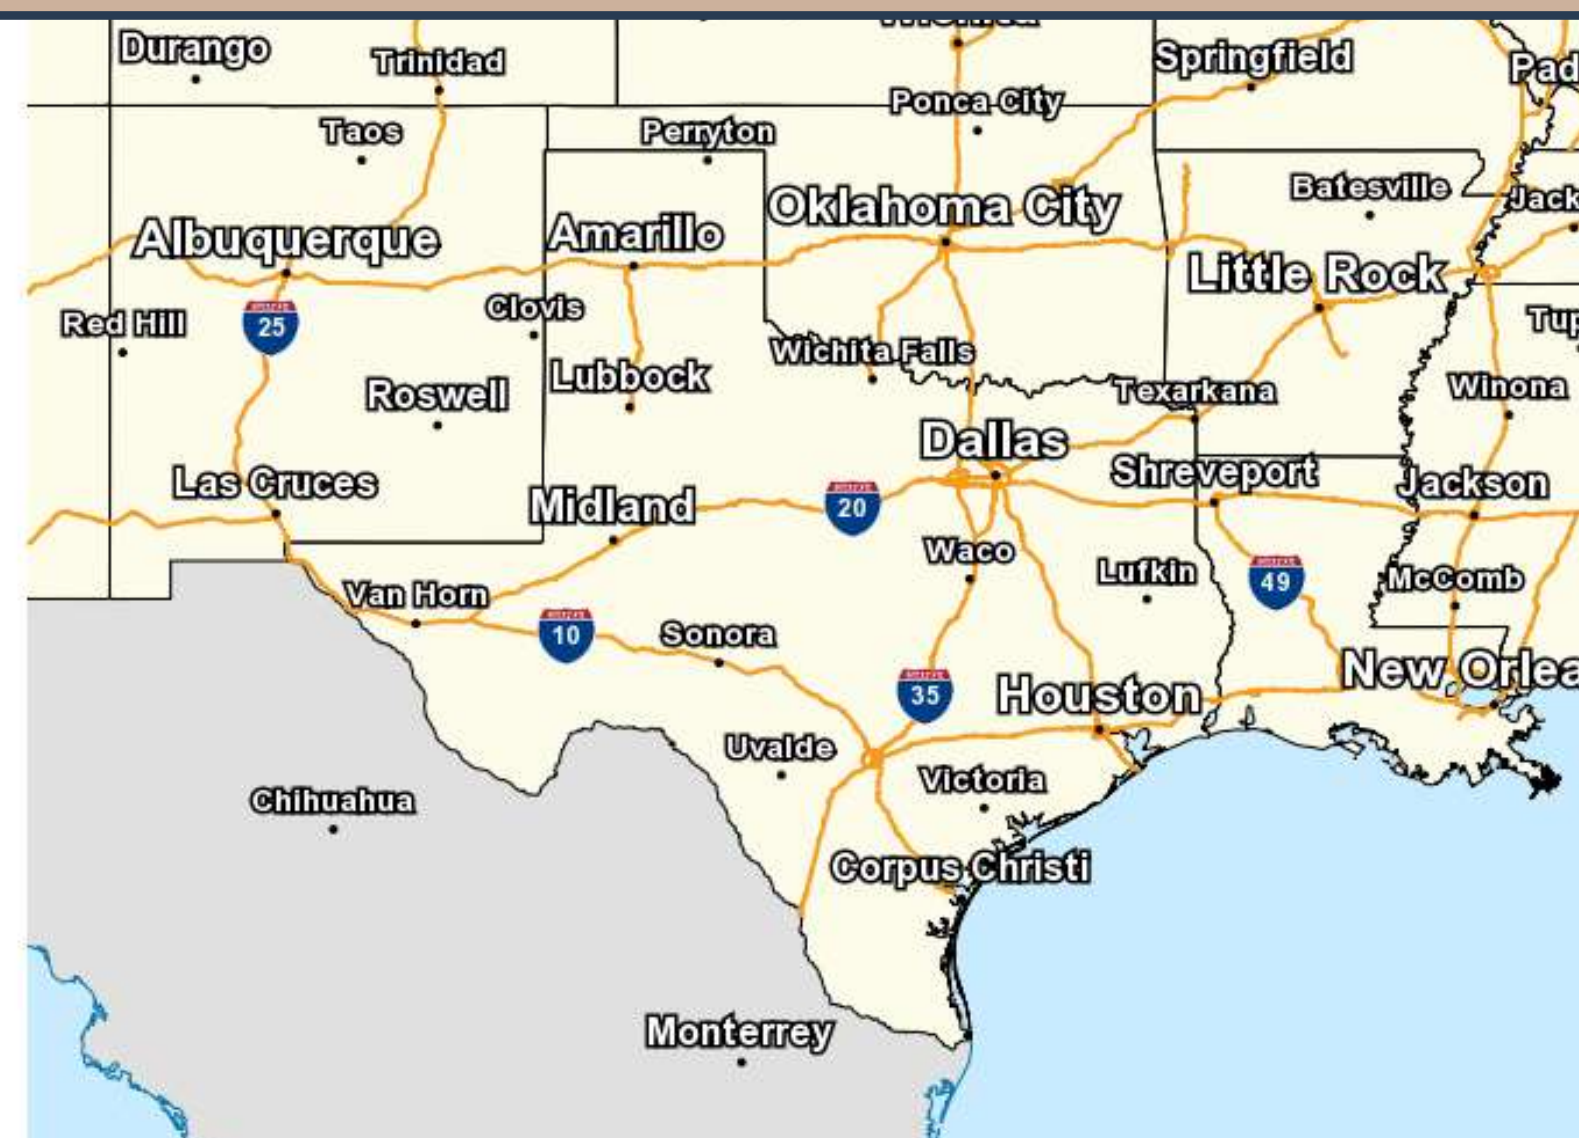 Durango
Trinidad
Springfield
Pad
Ponca City
Taos
Perryton
Batesville
Jack
Oklahoma City
Albuquerque
Amarillo
Little Rock
Clovis
Red Hill
25
Tup
Wichita Falls
Lubbock
Roswell
Texarkana
Winona
Dallas
Shreveport
Las Cruces
Jackson
Midland
20
Waco
Lufkin
49
McComb
Van Horn
10
Sonora
New Orlea
35
Houston
Uvalde
Victoria
Chihuahua
Corpus Christi
Monterrey